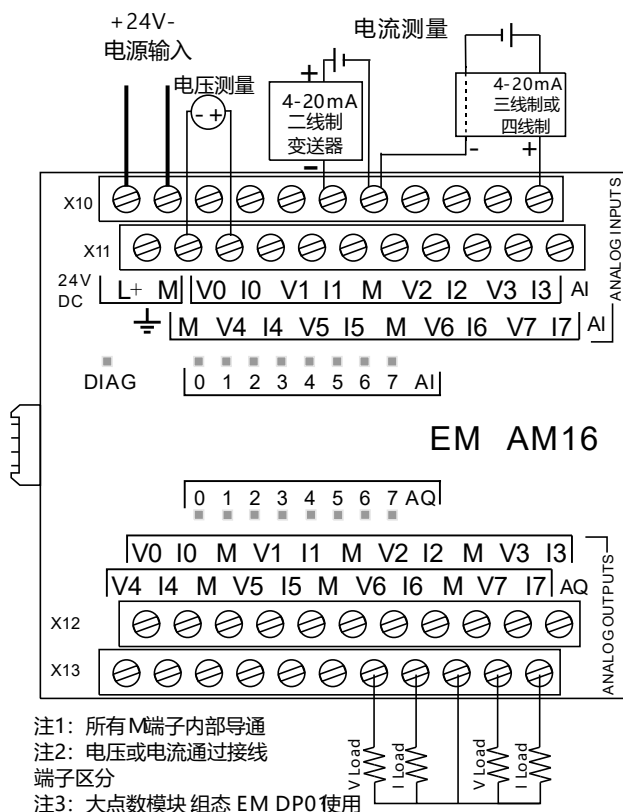 +24V-
电源输入
电压测量
电流测量
+
4-20mA
二线制
变送器
-
4-20mA
三线制或
四线制
- +
- +
X10
X11
24V
DC
L+ M V0 I0 V1 I1 M V2 I2 V3 I3 AI
M V4 I4 V5 I5 M V6 I6 V7 I7 AI
ANALOG INPUTS
DIAG
0 1 2 3 4 5 6 7 AI
EM AM16
0 1 2 3 4 5 6 7 AQ
V0 I0 M V1 I1 M V2 I2 M V3 I3
V4 I4 M V5 I5 M V6 I6 M V7 I7 AQ
ANALOG OUTPUTS
X12
X13
V Load
I Load
V Load
I Load
注1：所有M端子内部导通
注2：电压或电流通过接线
端子区分
注3：大点数模块组态 EM DP01使用